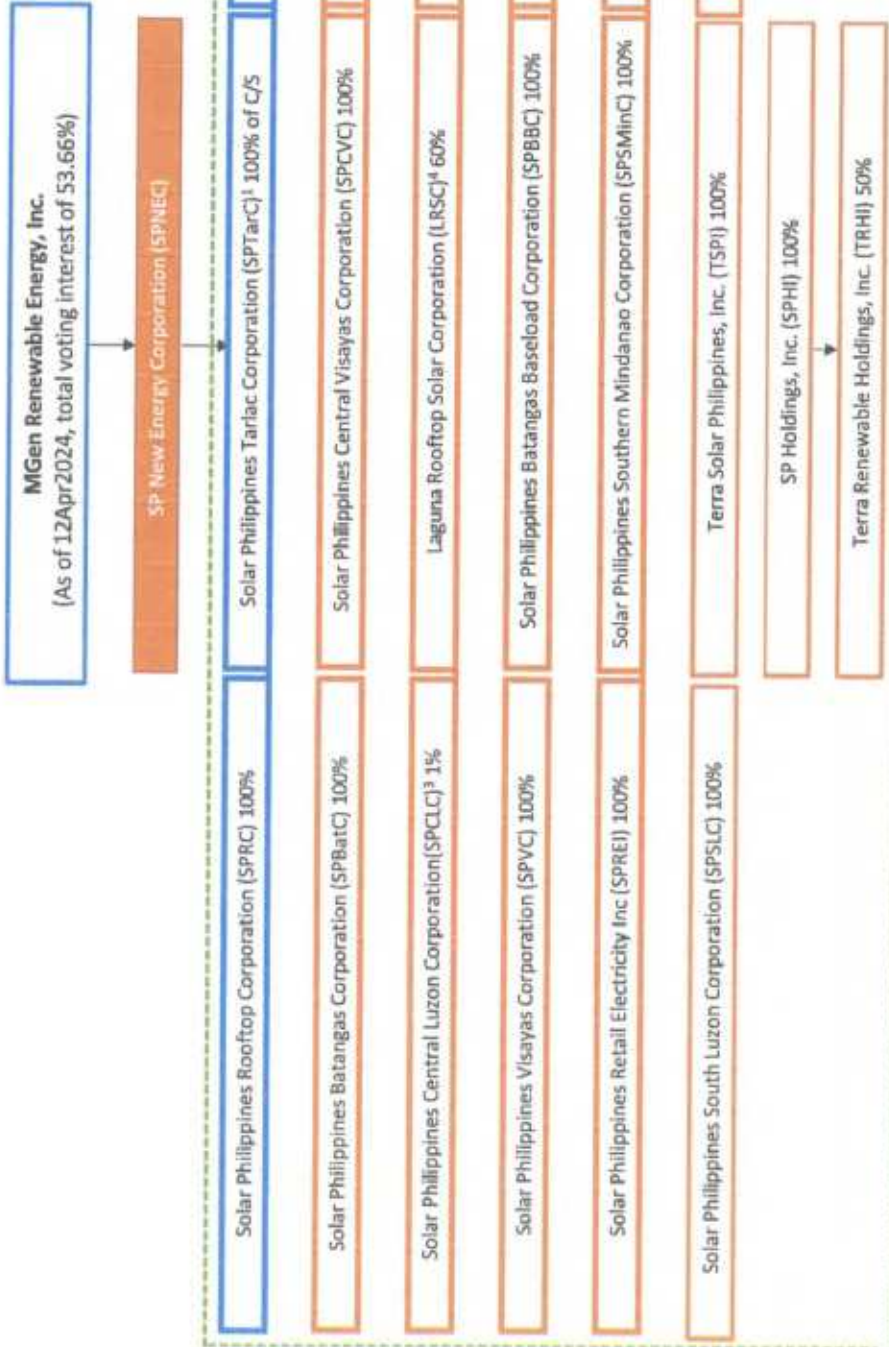 MGen Renewable Energy, Inc.
(As of 12Apr2024, total voting interest of 53.66%)
SP New Energy Corporation (SPNEC)
Solar Philippines Rooftop Corporation (SPRC) 100%
Solar Philippines Tarlac Corporation (SPTarC)¹ 100% of C/S
Solar Philippines Batangas Corporation (SPBatC) 100%
Solar Philippines Central Visayas Corporation (SPCVC) 100%
Solar Philippines Central Luzon Corporation(SPCLC)³ 1%
Laguna Rooftop Solar Corporation (LRSC)⁴ 60%
Solar Philippines Visayas Corporation (SPVC) 100%
Solar Philippines Batangas Baseload Corporation (SPBBC) 100%
Solar Philippines Retail Electricity Inc (SPREI) 100%
Solar Philippines Southern Mindanao Corporation (SPSMinC) 100%
Solar Philippines South Luzon Corporation (SPSLC) 100%
Terra Solar Philippines, Inc. (TSPI) 100%
SP Holdings, Inc. (SPHI) 100%
Terra Renewable Holdings, Inc. (TRHI) 50%